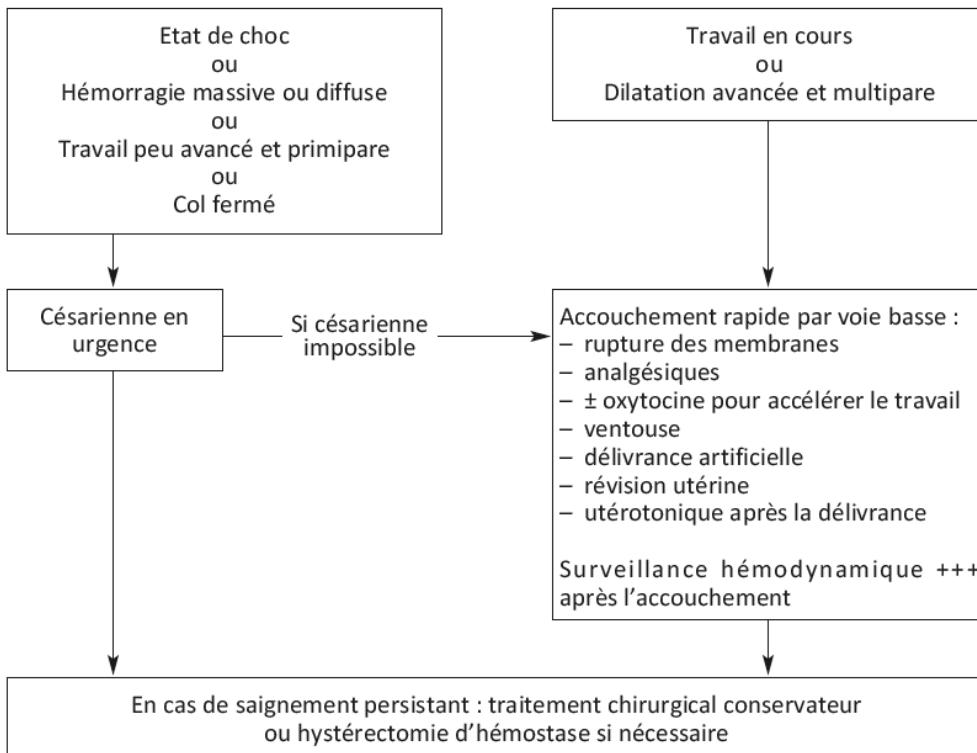 Etat de choc
ou
Hémorragie massive ou diffuse
ou
Travail peu avancé et primipare
ou
Col fermé
Travail en cours
ou
Dilatation avancée et multipare
Césarienne en
urgence
Si césarienne
impossible
Accouchement rapide par voie basse :
– rupture des membranes
– analgésiques
– ± oxytocine pour accélérer le travail
– ventouse
– délivrance artificielle
– révision utérine
– utérotonique après la délivrance
Surveillance hémodynamique +++
après l’accouchement
En cas de saignement persistant : traitement chirurgical conservateur
ou hystérectomie d’hémostase si nécessaire